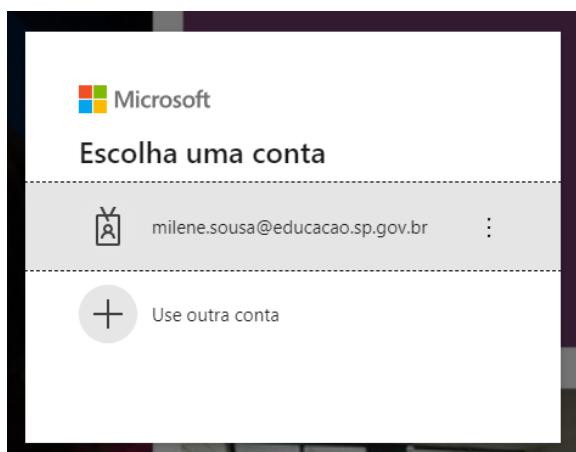 Microsoft
Escolha uma conta
milene.sousa@educacao.sp.gov.br
Use outra conta